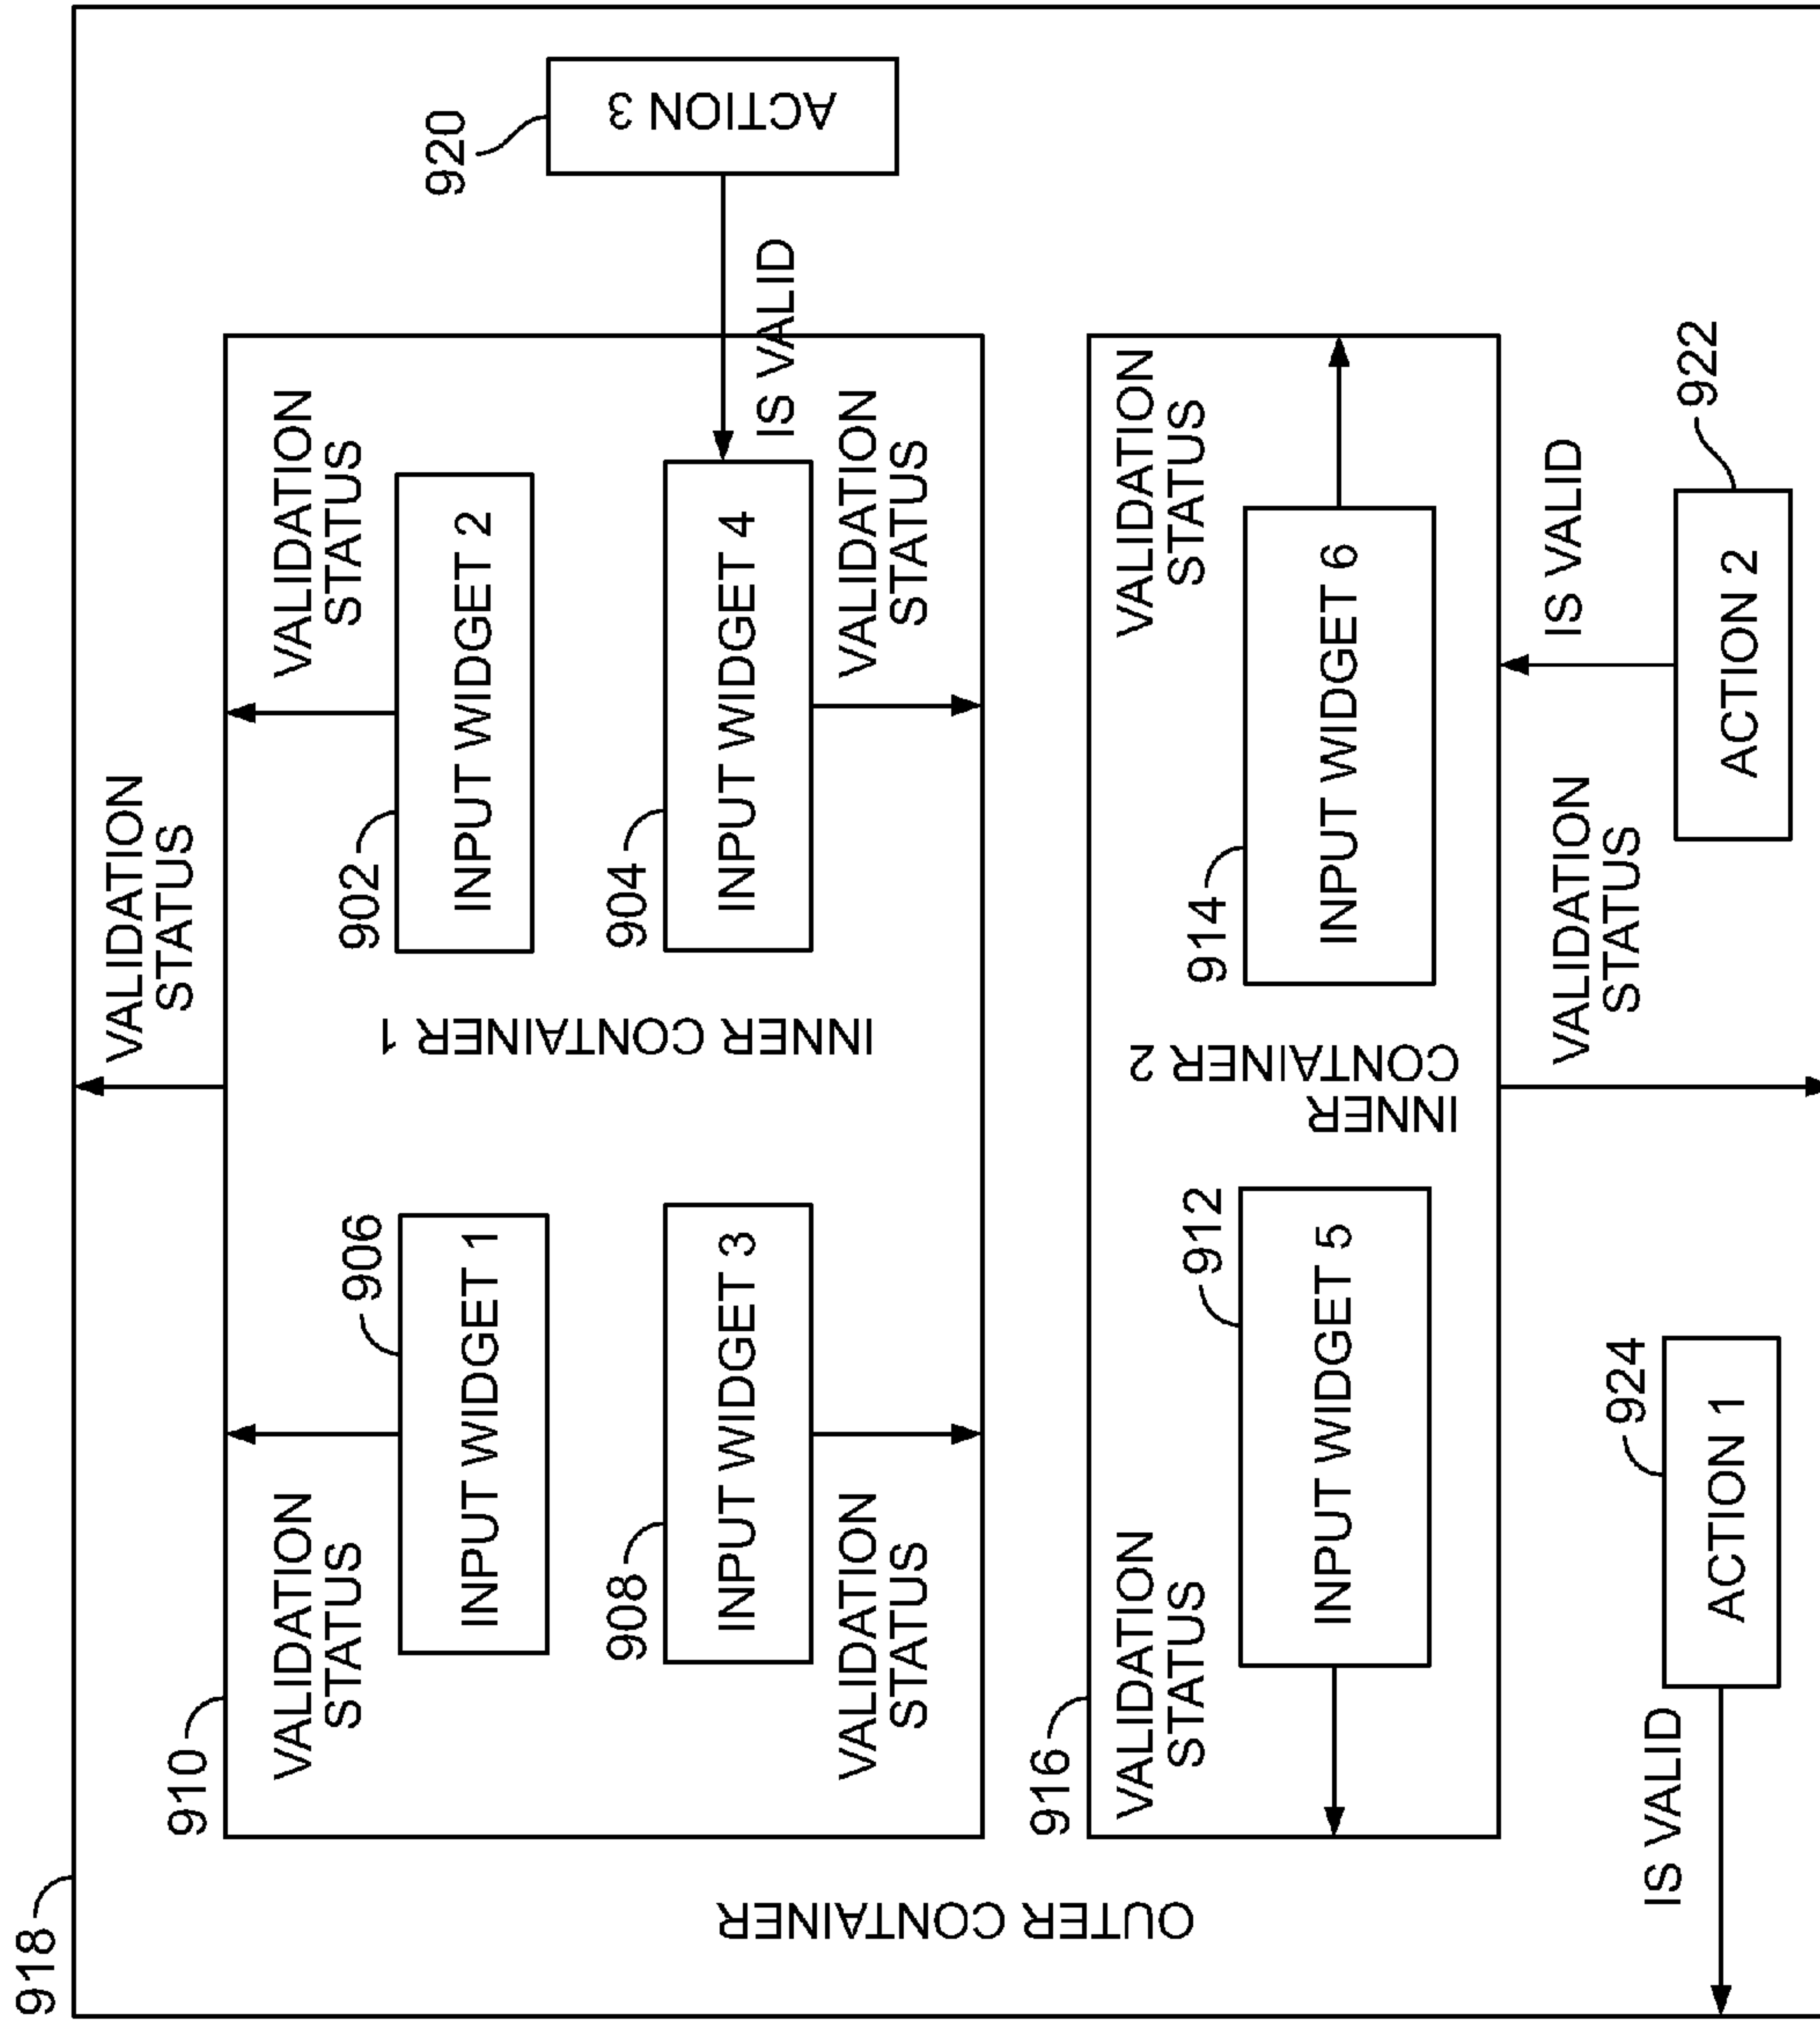 918
VALIDATION
STATUS
910
VALIDATION
STATUS
906
INPUT WIDGET 1
VALIDATION
STATUS
902
INPUT WIDGET 2
INNER CONTAINER 1
908
INPUT WIDGET 3
VALIDATION
STATUS
904
INPUT WIDGET 4
VALIDATION
STATUS
IS VALID
920
ACTION 3
OUTER CONTAINER
916
VALIDATION
STATUS
912
INPUT WIDGET 5
INNER
CONTAINER 2
VALIDATION
STATUS
914
INPUT WIDGET 6
IS VALID
924
ACTION 1
VALIDATION
STATUS
IS VALID
922
ACTION 2